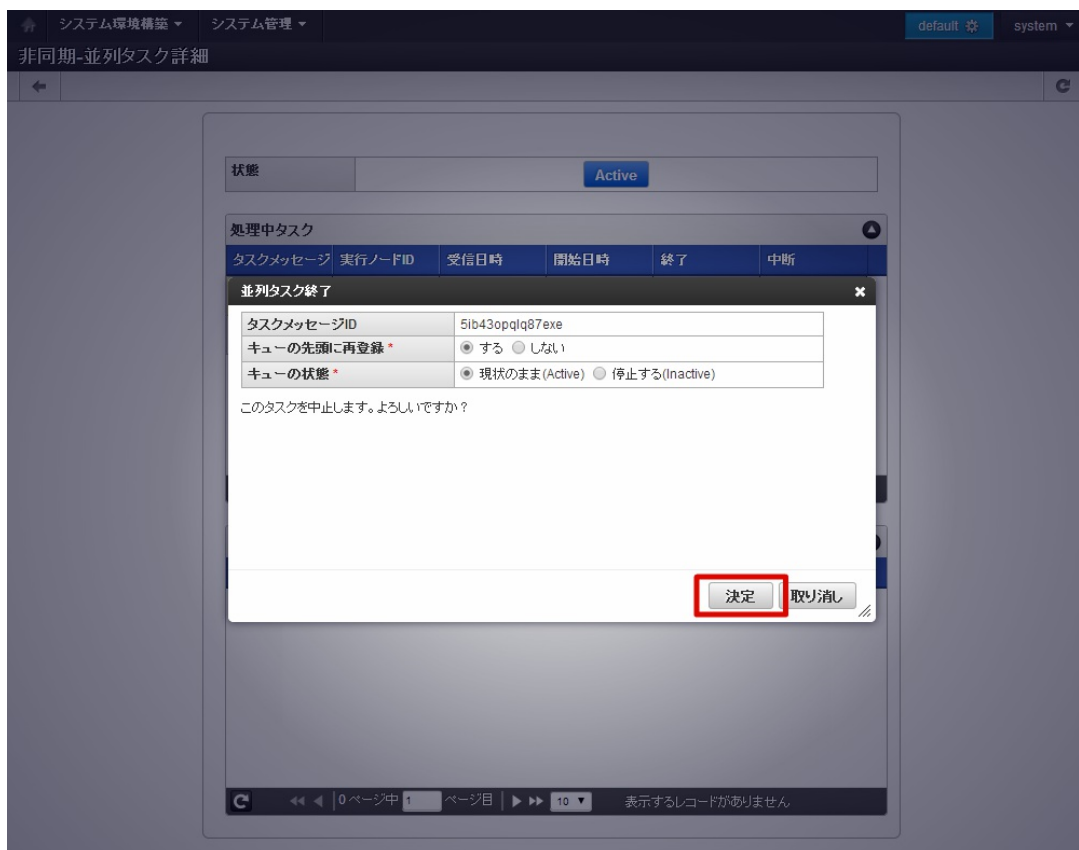 システム環境構築 システム管理 default system
非同期-並列タスク詳細
状態 Active
処理中タスク
タスクメッセージ 実行ノードID 受信日時 開始日時 終了 中断
並列タスク終了
タスクメッセージID 5ib43opqlq87exe
キューの先頭に再登録 * する しない
キューの状態 * 現状のまま(Active) 停止する(Inactive)
このタスクを中止します。よろしいですか?
決定 取り消し
0 ページ中 1 ページ目 10 表示するレコードがありません